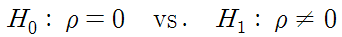 H₀ : ρ = 0 vs. H₁ : ρ ≠ 0